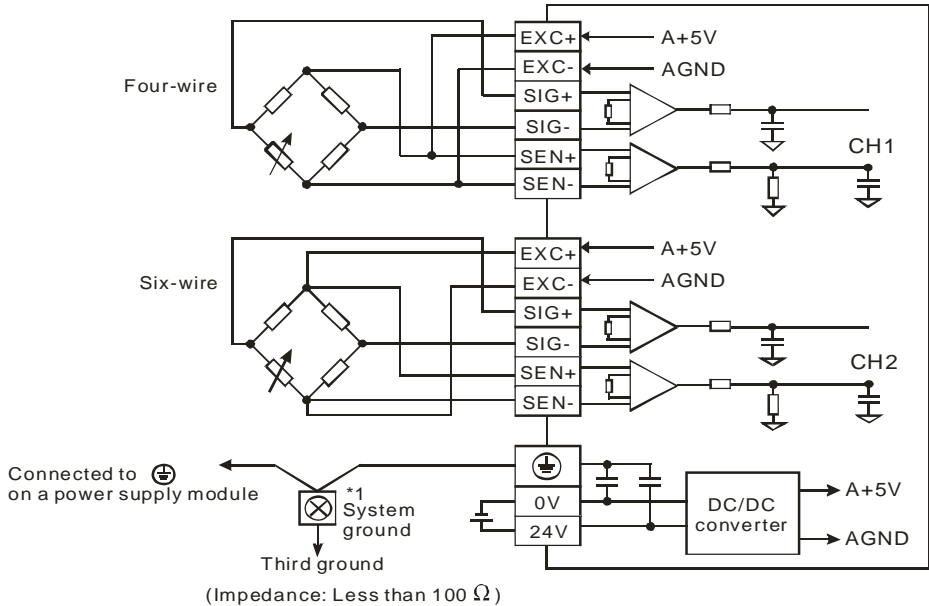 Four-wire
EXC+
EXC-
SIG+
SIG-
SEN+
SEN-
A+5V
AGND
CH1
Six-wire
EXC+
EXC-
SIG+
SIG-
SEN+
SEN-
A+5V
AGND
CH2
Connected to
on a power supply module
*1
System
ground
Third ground
(Impedance: Less than 100 Ω)
0V
24V
DC/DC
converter
A+5V
AGND